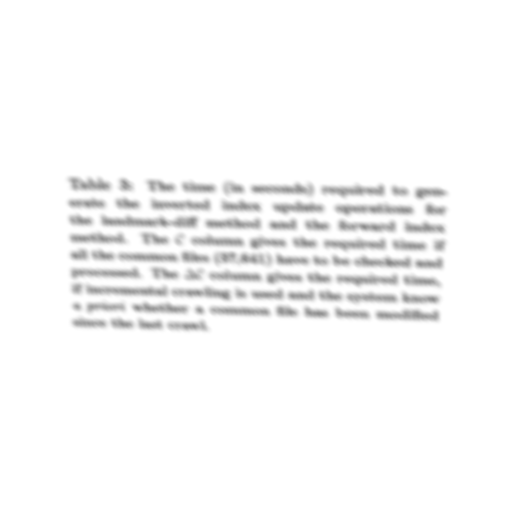 Table 3: The time (in seconds) required to gen-
erate the inverted index update operations for
the landmark-diff method and the forward index
method. The C column gives the required time if
all the common files (37,641) have to be checked and
processed. The column gives the required time,
if incremental crawling is used and the system know
a priori whether a common file has been modified
since the last crawl.